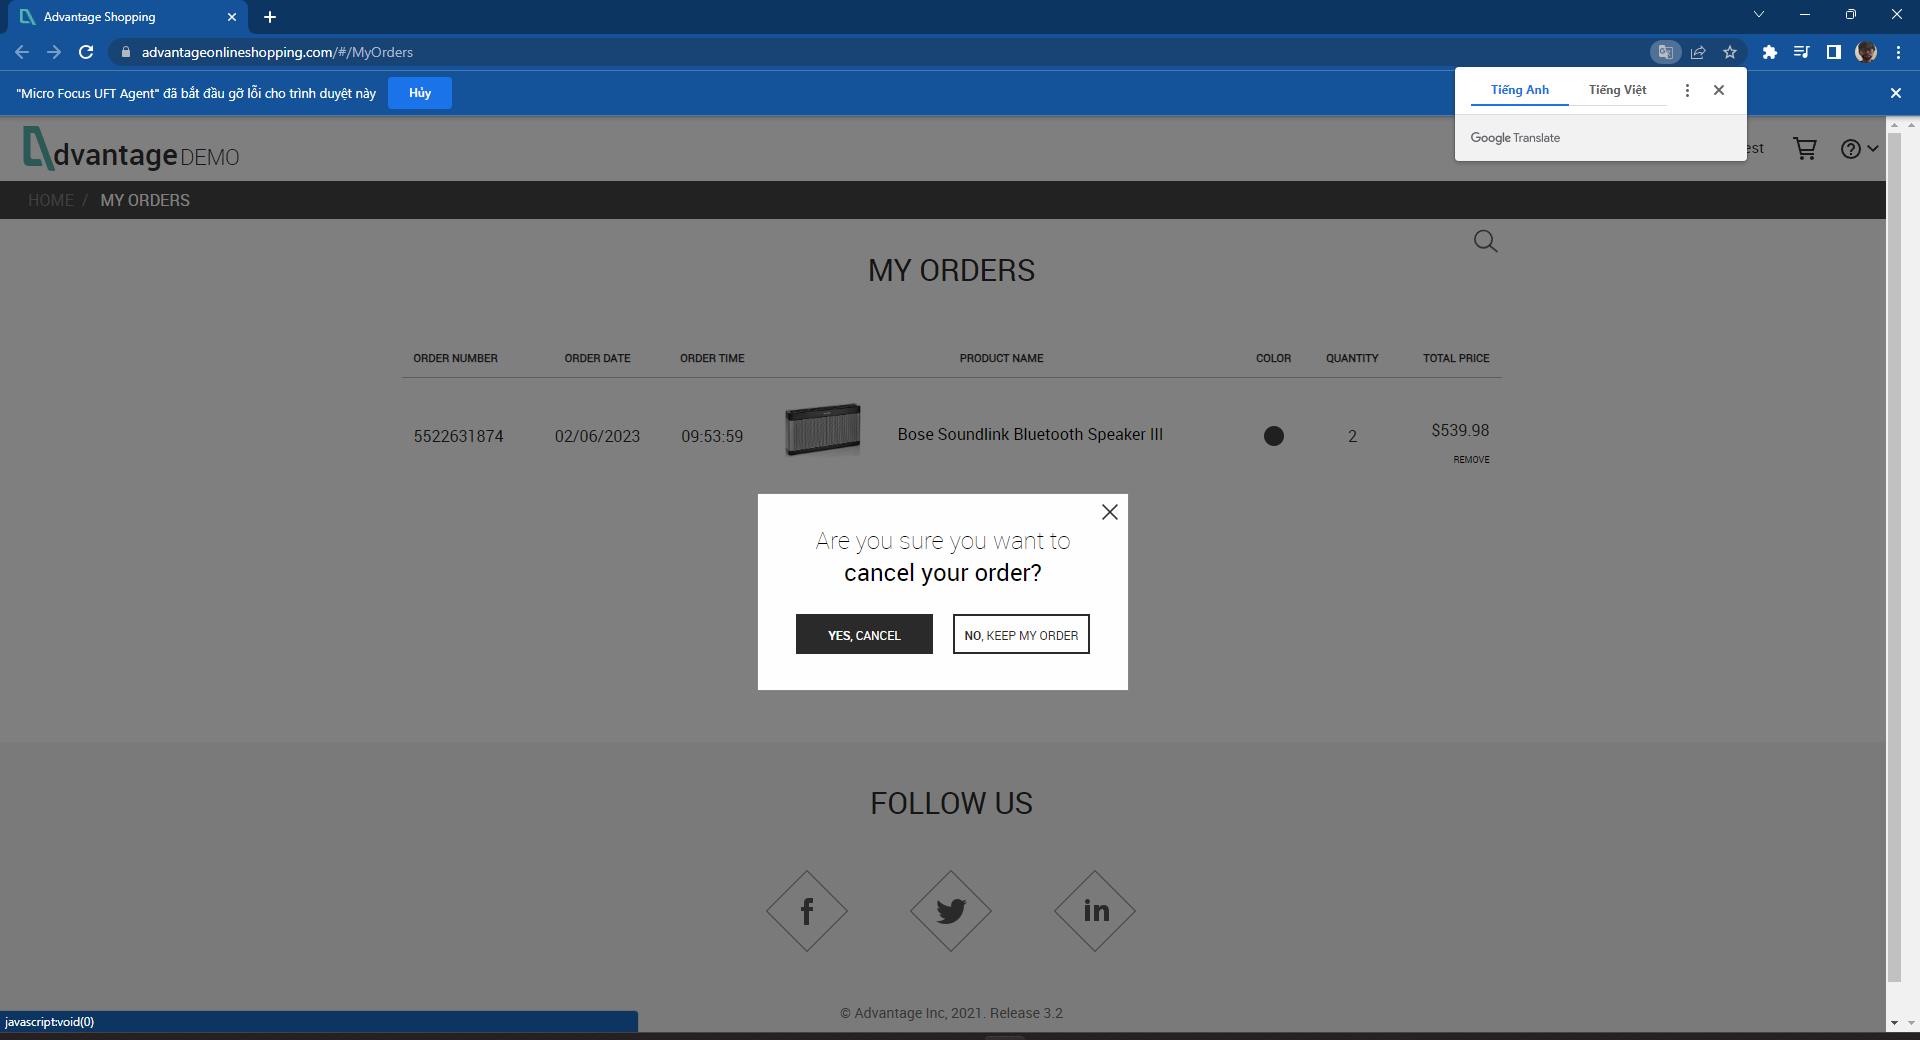 Advantage Shopping
advantageonlineshopping.com/#/MyOrders
"Micro Focus UFT Agent" đã bắt đầu gỡ lỗi cho trình duyệt này
Hủy
Tiếng Anh Tiếng Việt
Google Translate
dvantage DEMO
est
HOME / MY ORDERS
MY ORDERS
ORDER NUMBER ORDER DATE ORDER TIME PRODUCT NAME COLOR QUANTITY TOTAL PRICE
5522631874 02/06/2023 09:53:59 Bose Soundlink Bluetooth Speaker III 2 $539.98
REMOVE
Are you sure you want to
cancel your order?
YES, CANCEL NO, KEEP MY ORDER
FOLLOW US
f in
© Advantage Inc, 2021. Release 3.2
javascript:void(0)